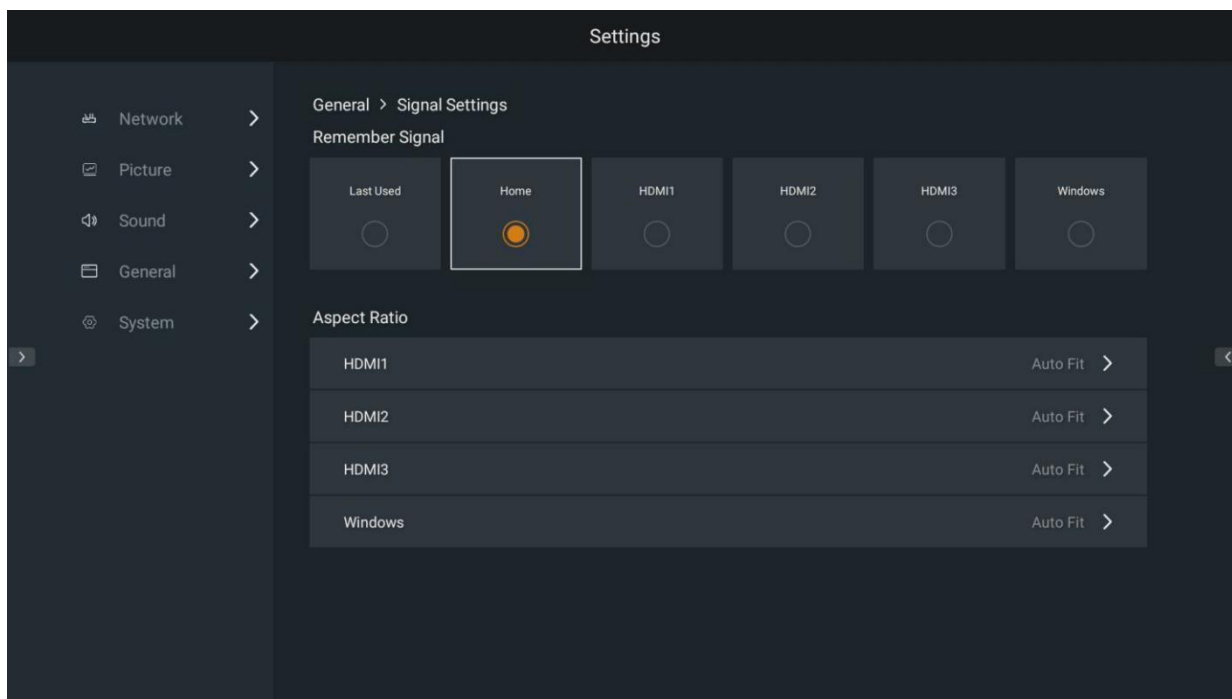 Settings
Network
Picture
Sound
General
System
General > Signal Settings
Remember Signal
Last Used
Home
HDMI1
HDMI2
HDMI3
Windows
Aspect Ratio
HDMI1 Auto Fit
HDMI2 Auto Fit
HDMI3 Auto Fit
Windows Auto Fit